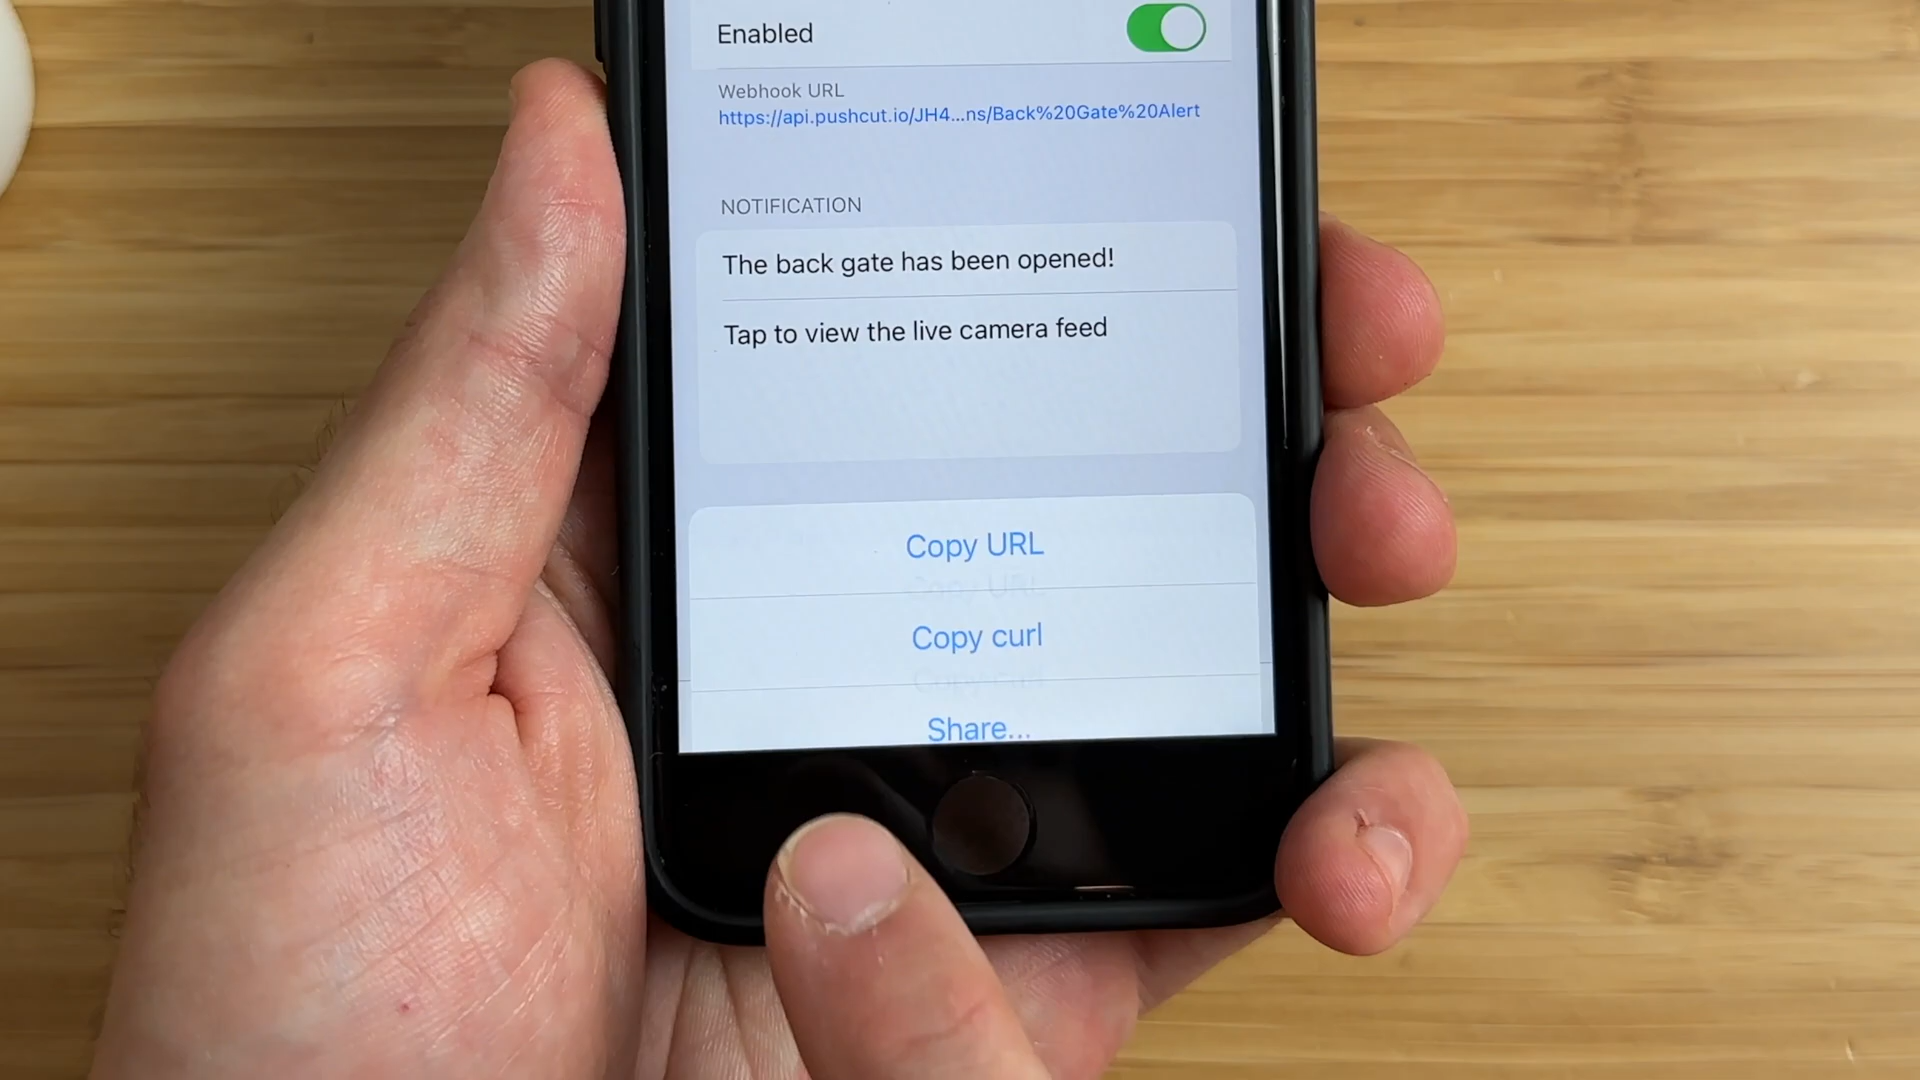 Enabled
Webhook URL
https://api.pushcut.io/JH4...ns/Back%20Gate%20Alert
NOTIFICATION
The back gate has been opened!
Tap to view the live camera feed
Copy URL
Copy curl
Share...